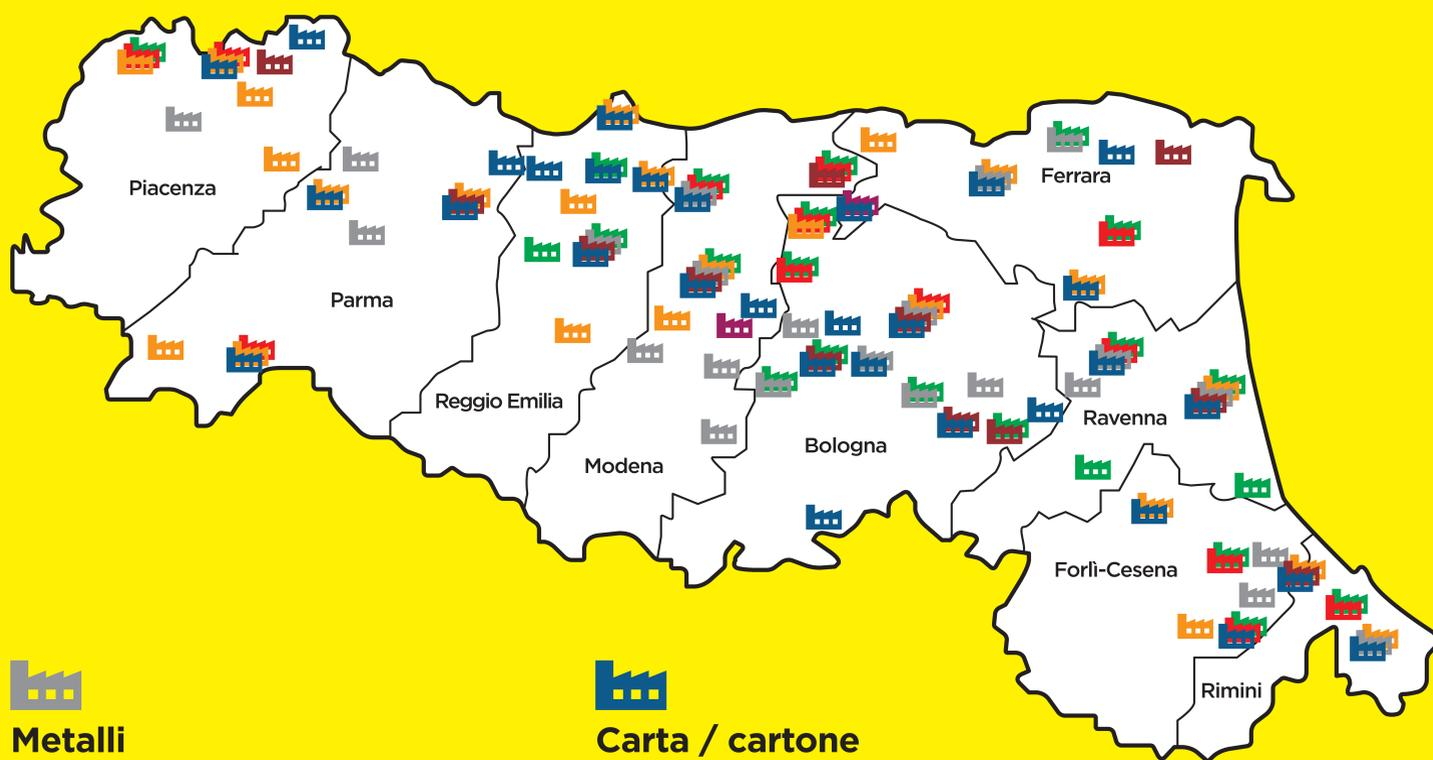 Piacenza
Ferrara
Parma
Reggio Emilia
Ravenna
Bologna
Modena
Forlì-Cesena
Rimini
Metalli
Carta / cartone